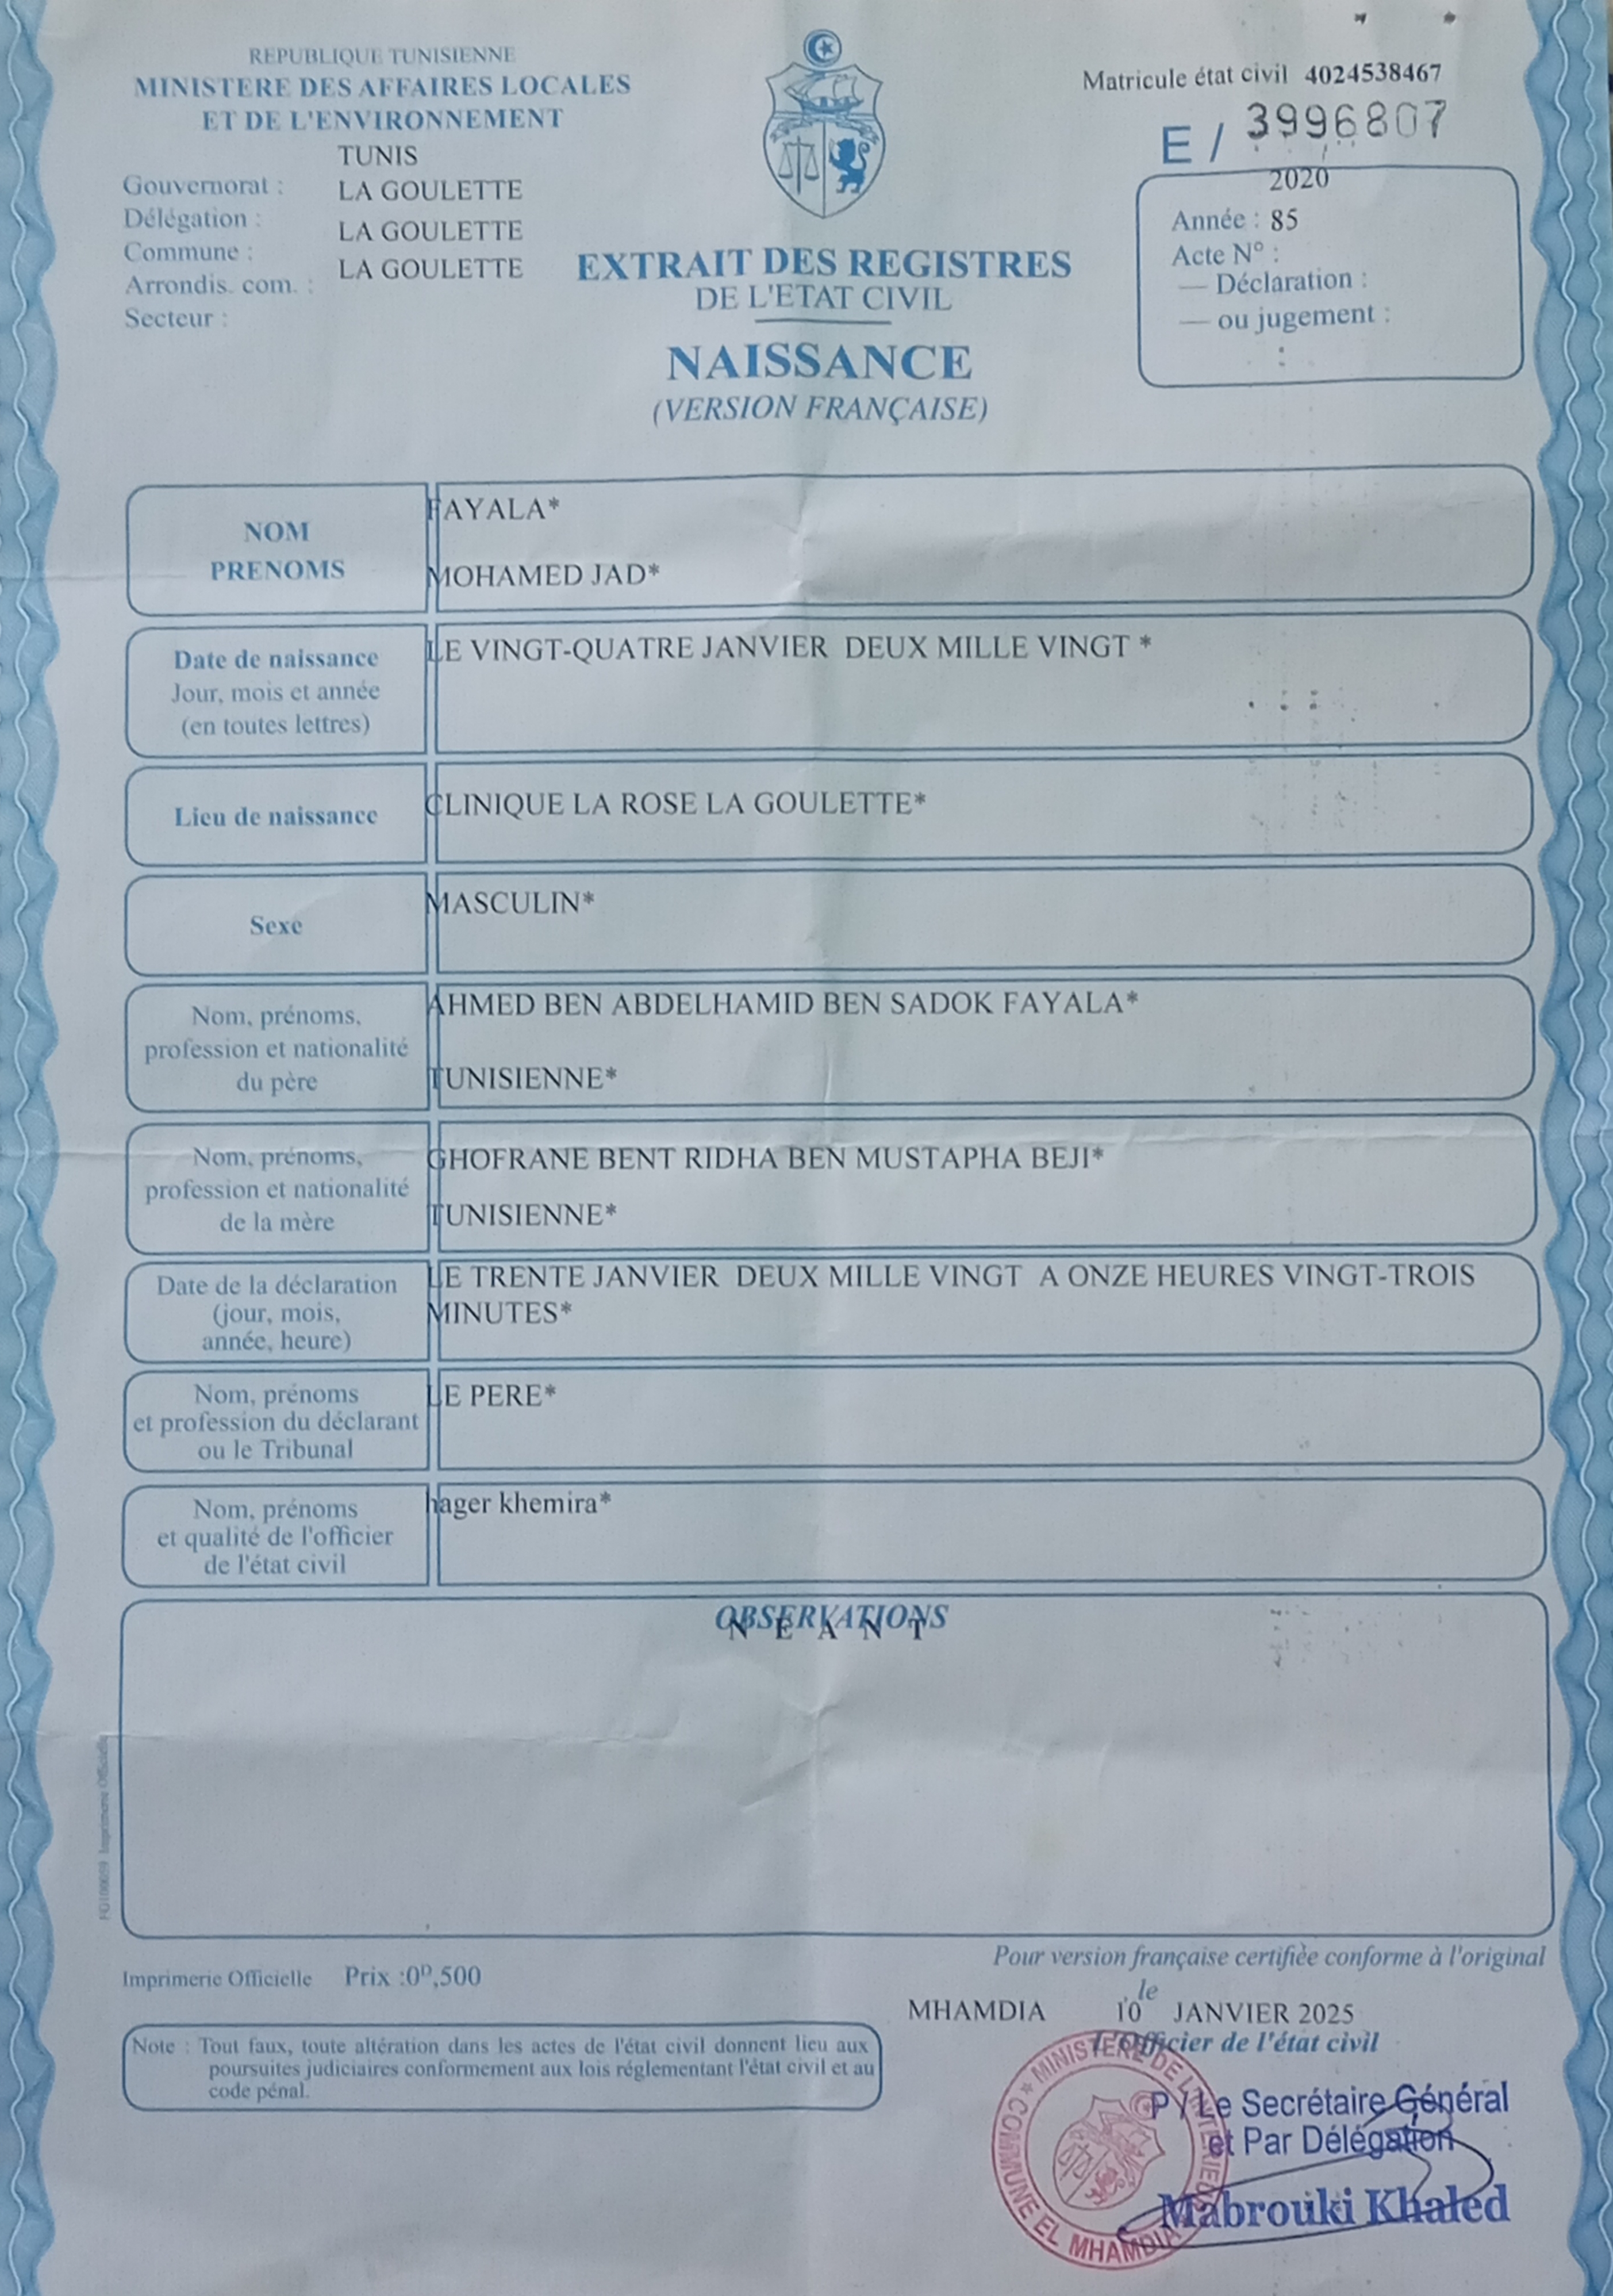 REPUBLIQUE TUNISIENNE
MINISTERE DES AFFAIRES LOCALES
ET DE L'ENVIRONNEMENT
TUNIS
Gouvernorat :
LA GOULETTE
Délégation :
LA GOULETTE
Commune :
LA GOULETTE
Arrondis. com. :
Secteur :
Matricule état civil 4024538467
E / 3996807
2020
Année : 85
Acte N° :
— Déclaration :
— ou jugement :
:
EXTRAIT DES REGISTRES
DE L'ETAT CIVIL
NAISSANCE
(VERSION FRANÇAISE)
NOM
PRENOMS
FAYALA*
MOHAMED JAD*
Date de naissance
Jour, mois et année
(en toutes lettres)
LE VINGT-QUATRE JANVIER DEUX MILLE VINGT *
Lieu de naissance
CLINIQUE LA ROSE LA GOULETTE*
Sexe
MASCULIN*
Nom, prénoms,
profession et nationalité
du père
AHMED BEN ABDELHAMID BEN SADOK FAYALA*
TUNISIENNE*
Nom, prénoms,
profession et nationalité
de la mère
GHOFRANE BENT RIDHA BEN MUSTAPHA BEJI*
TUNISIENNE*
Date de la déclaration
(jour, mois,
année, heure)
LE TRENTE JANVIER DEUX MILLE VINGT A ONZE HEURES VINGT-TROIS
MINUTES*
Nom, prénoms
et profession du déclarant
ou le Tribunal
LE PERE*
Nom, prénoms
et qualité de l'officier
de l'état civil
hager khemira*
OBSERVATIONS
N E A N T
Imprimerie Officielle
Imprimerie Officielle Prix :0D,500
Note : Tout faux, toute altération dans les actes de l'état civil donnent lieu aux
poursuites judiciaires conformement aux lois réglementant l'état civil et au
code pénal.
Pour version française certifiée conforme à l'original
le
MHAMDIA 10 JANVIER 2025
L'Officier de l'état civil
P / Le Secrétaire Général
et Par Délégation
Mabrouki Khaled
MINISTERE DE L'INTERIEUR
COMMUNE EL MHAMDIA